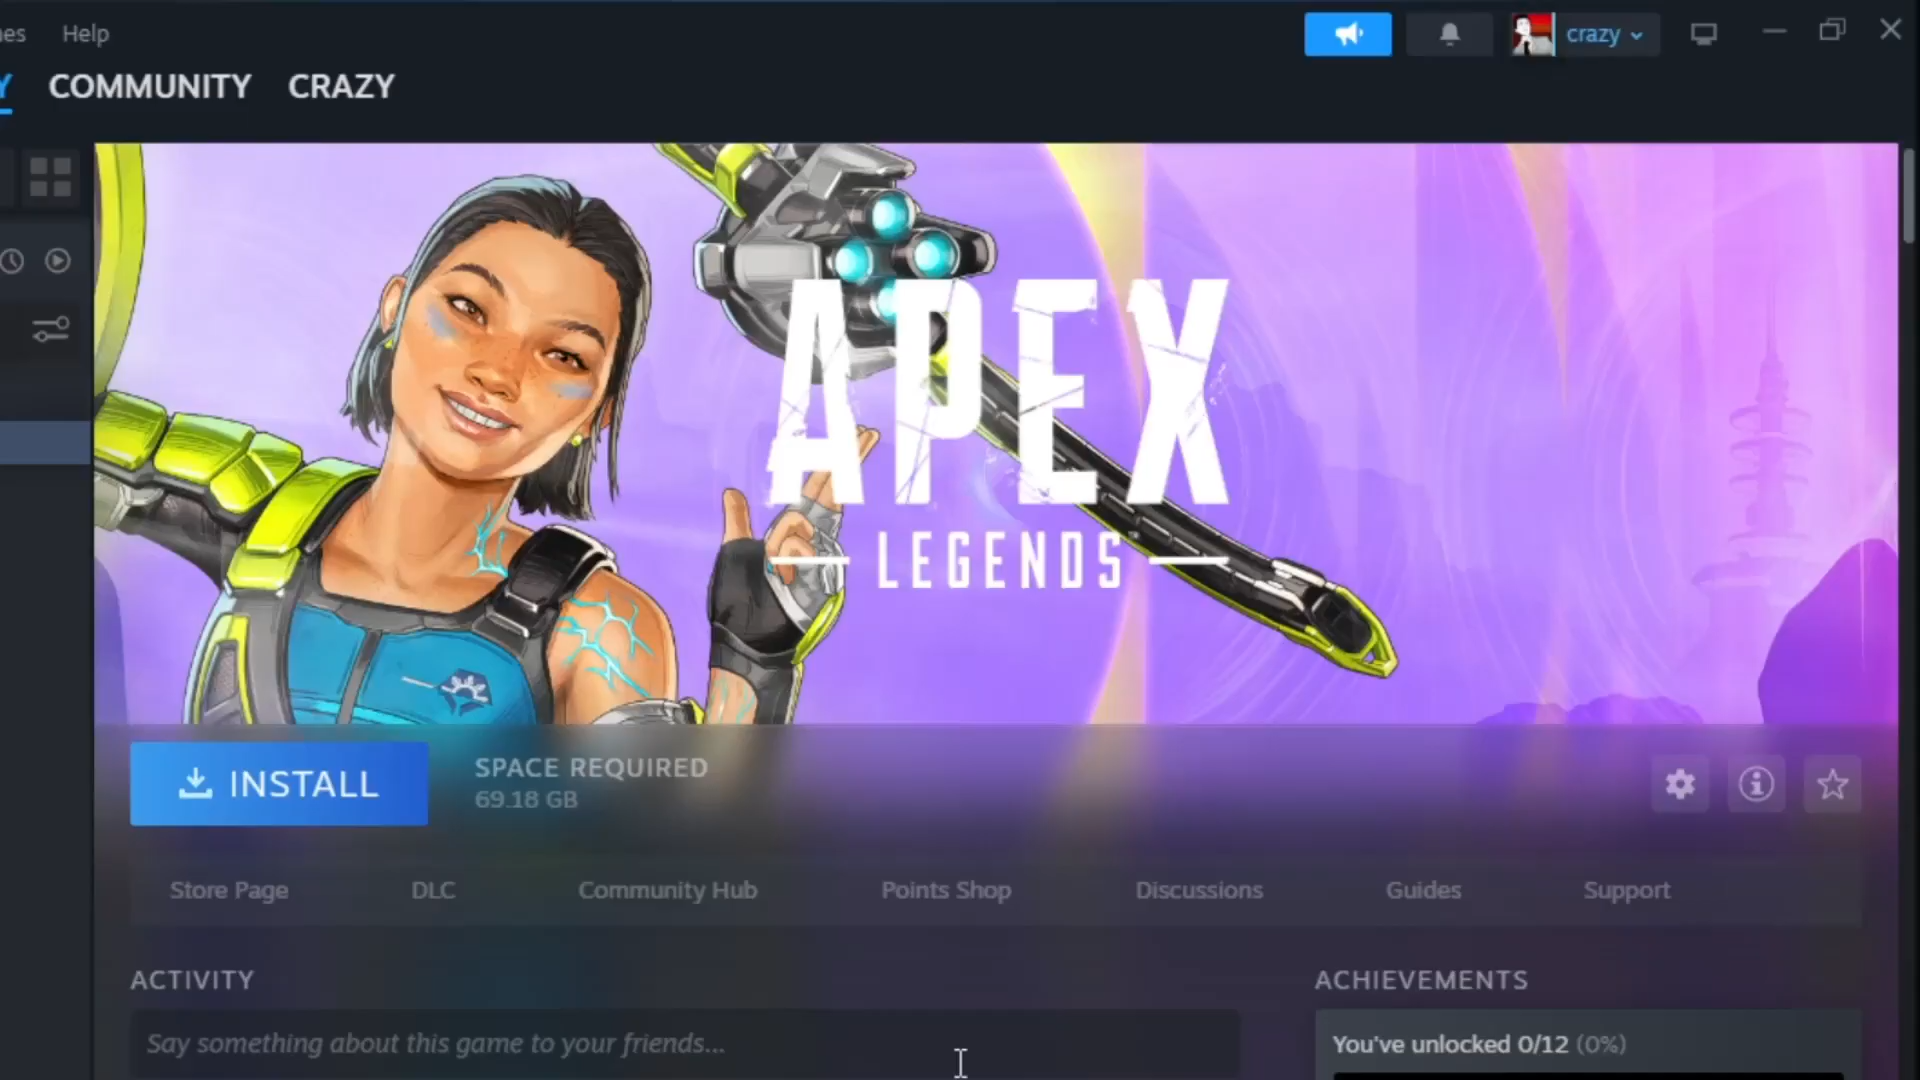 Help
crazy
COMMUNITY CRAZY
APEX
LEGENDS
INSTALL
SPACE REQUIRED
69.18 GB
Store Page DLC Community Hub Points Shop Discussions Guides Support
ACTIVITY
ACHIEVEMENTS
Say something about this game to your friends...
You've unlocked 0/12 (0%)